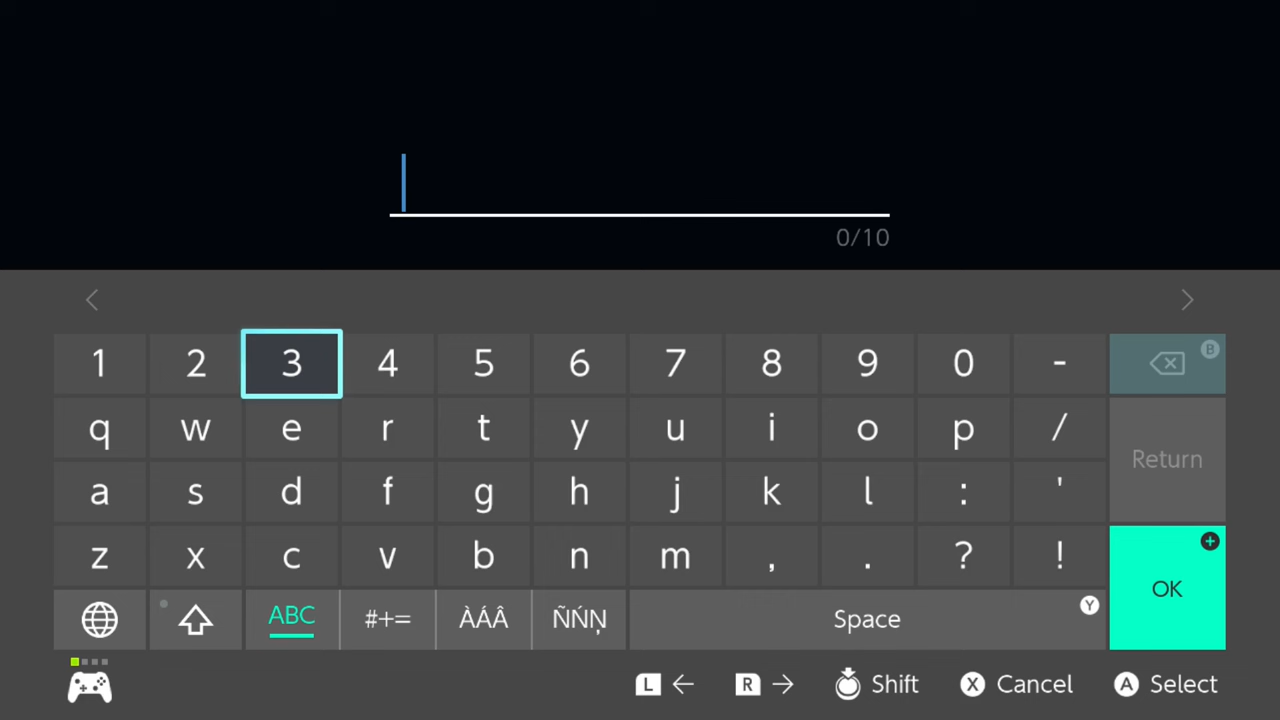 0/10
< >
1 2 3 4 5 6 7 8 9 0 - B
q w e r t y u i o p / Return
a s d f g h j k l : '
z x c v b n m , . ? ! + OK
ABC #+= ÀÁÂ ÑŃŅ Space Y
L ← R → Shift X Cancel A Select